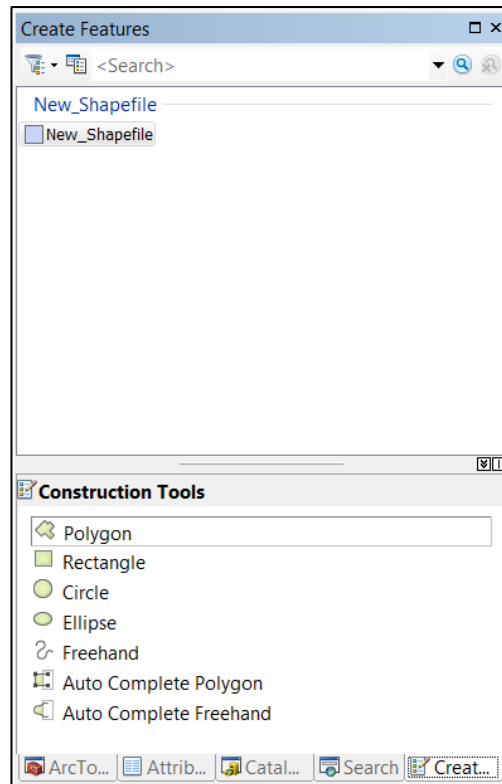 Create Features
<Search>
New_Shapefile
New_Shapefile
Construction Tools
Polygon
Rectangle
Circle
Ellipse
Freehand
Auto Complete Polygon
Auto Complete Freehand
ArcTo... Attrib... Catal... Search Creat...